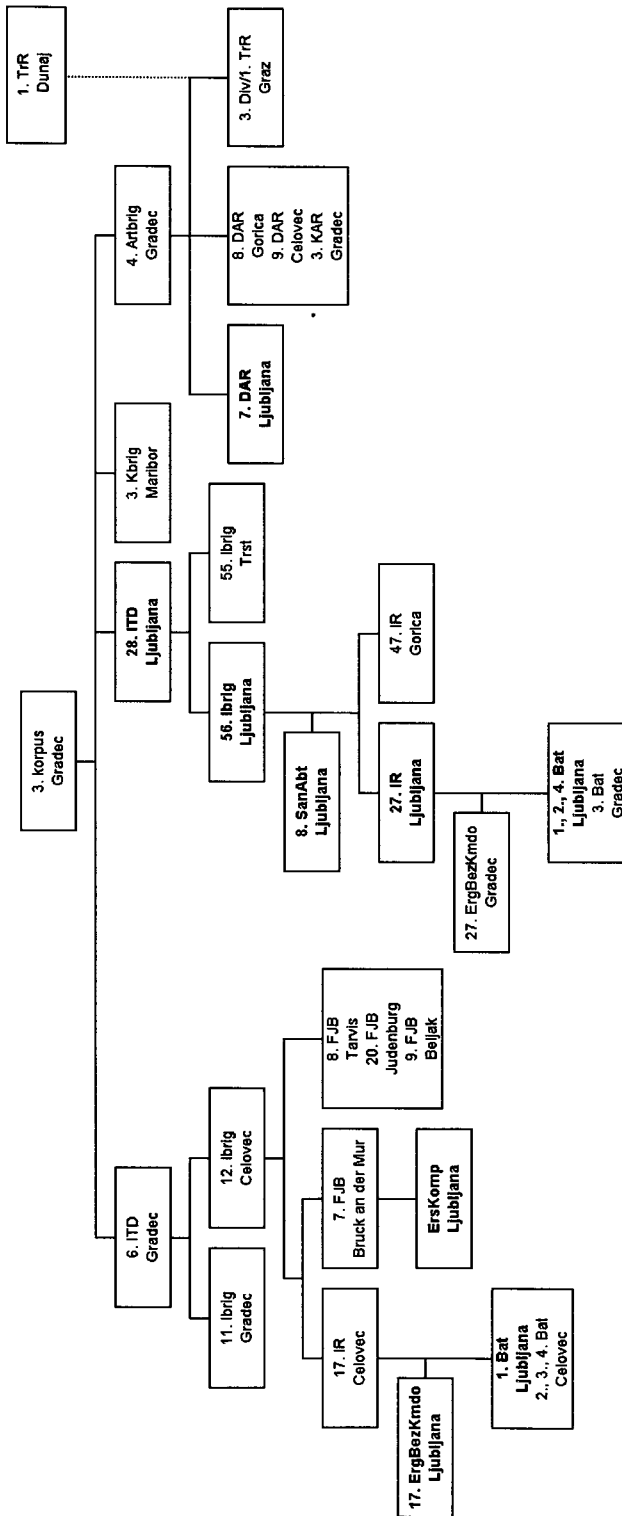 1. TrR
Dunaj
3. korpus
Gradec
6. ITD
Gradec
28. ITD
Ljubljana
3. Kbrig
Maribor
4. Artbrig
Gradec
11. Ibrig
Gradec
12. Ibrig
Celovec
56. Ibrig
Ljubljana
55. Ibrig
Trst
7. DAR
Ljubljana
8. DAR
Gorica
9. DAR
Celovec
3. KAR
Gradec
3. Div/1. TrR
Graz
8. SanAbt
Ljubljana
17. IR
Celovec
7. FJB
Bruck an der Mur
8. FJB
Tarvis
20. FJB
Judenburg
9. FJB
Beljak
27. IR
Ljubljana
47. IR
Gorica
17. ErgBezKmdo
Ljubljana
ErsKomp
Ljubljana
27. ErgBezKmdo
Gradec
1. Bat
Ljubljana
2., 3., 4. Bat
Celovec
1., 2., 4. Bat
Ljubljana
3. Bat
Gradec